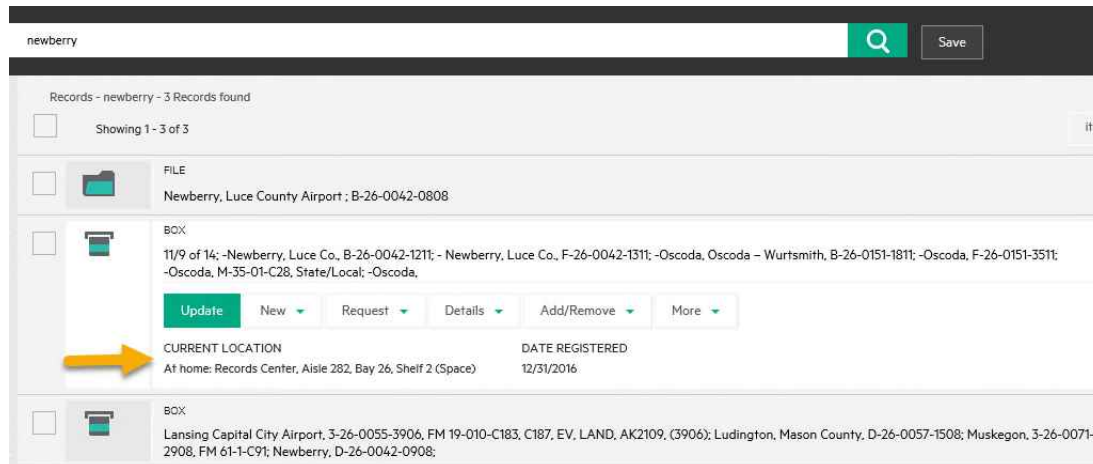 newberry
Save
Records - newberry - 3 Records found
Showing 1 - 3 of 3
it
FILE
Newberry, Luce County Airport ; B-26-0042-0808
BOX
11/9 of 14; -Newberry, Luce Co., B-26-0042-1211; - Newberry, Luce Co., F-26-0042-1311; -Oscoda, Oscoda – Wurtsmith, B-26-0151-1811; -Oscoda, F-26-0151-3511;
-Oscoda, M-35-01-C28, State/Local; -Oscoda,
Update New Request Details Add/Remove More
CURRENT LOCATION DATE REGISTERED
At home: Records Center, Aisle 282, Bay 26, Shelf 2 (Space) 12/31/2016
BOX
Lansing Capital City Airport, 3-26-0055-3906, FM 19-010-C183, C187, EV, LAND, AK2109, (3906); Ludington, Mason County, D-26-0057-1508; Muskegon, 3-26-0071-
2908, FM 61-1-C91; Newberry, D-26-0042-0908;